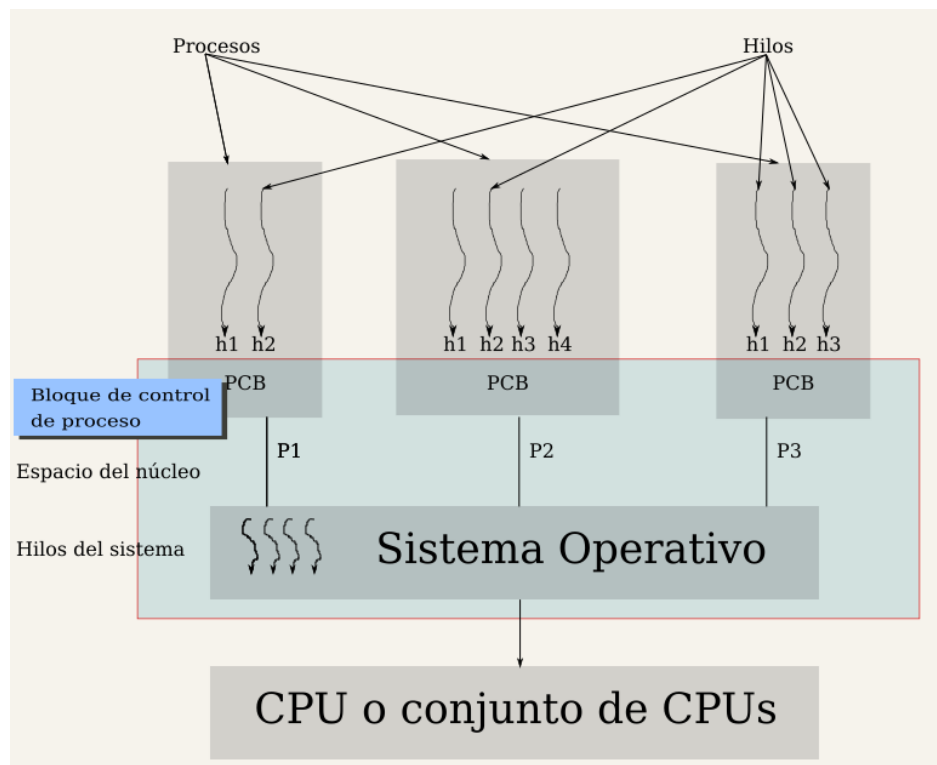 Procesos
Hilos
h1 h2
h1 h2 h3 h4
h1 h2 h3
PCB
PCB
PCB
Bloque de control
de proceso
P1
P2
P3
Espacio del núcleo
Hilos del sistema
Sistema Operativo
CPU o conjunto de CPUs